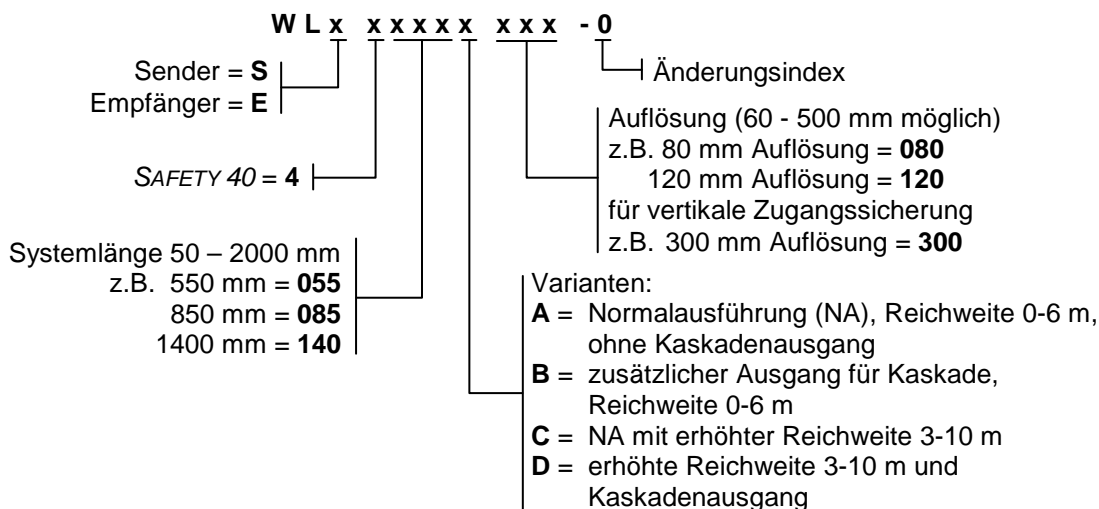 W L x x x x x x x x x - 0
Sender = S
Empfänger = E
Änderungsindex
Auflösung (60 - 500 mm möglich)
z.B. 80 mm Auflösung = 080
120 mm Auflösung = 120
für vertikale Zugangssicherung
z.B. 300 mm Auflösung = 300
SAFETY 40 = 4
Systemlänge 50 – 2000 mm
z.B. 550 mm = 055
850 mm = 085
1400 mm = 140
Varianten:
A = Normalausführung (NA), Reichweite 0-6 m,
ohne Kaskadenausgang
B = zusätzlicher Ausgang für Kaskade,
Reichweite 0-6 m
C = NA mit erhöhter Reichweite 3-10 m
D = erhöhte Reichweite 3-10 m und
Kaskadenausgang